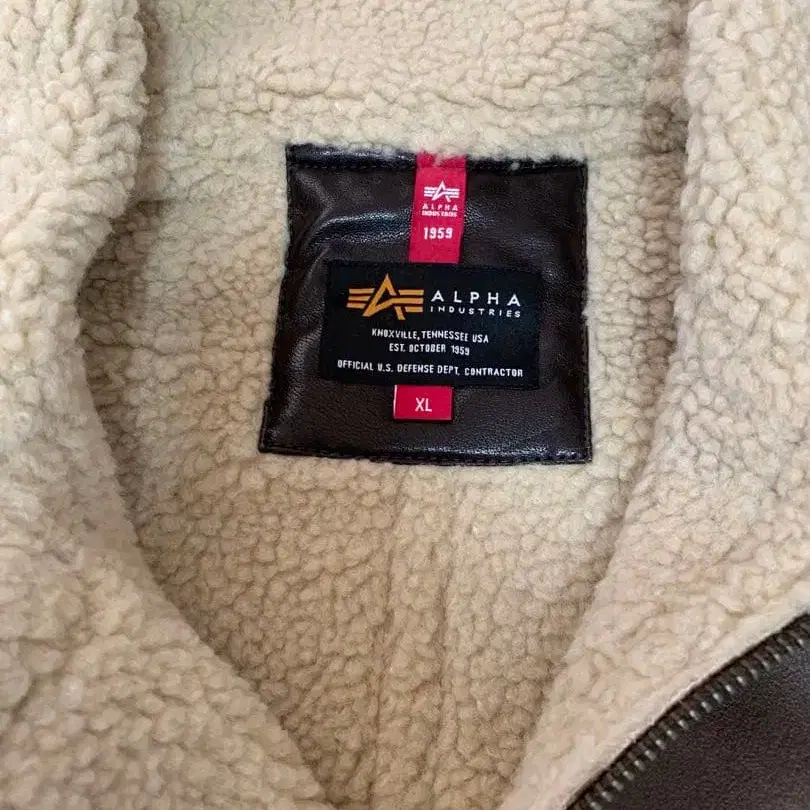 ALPHA
INDUSTRIES
1959
ALPHA
INDUSTRIES
KNOXVILLE, TENNESSEE USA
EST. OCTOBER 1959
OFFICIAL U.S. DEFENSE DEPT. CONTRACTOR
XL